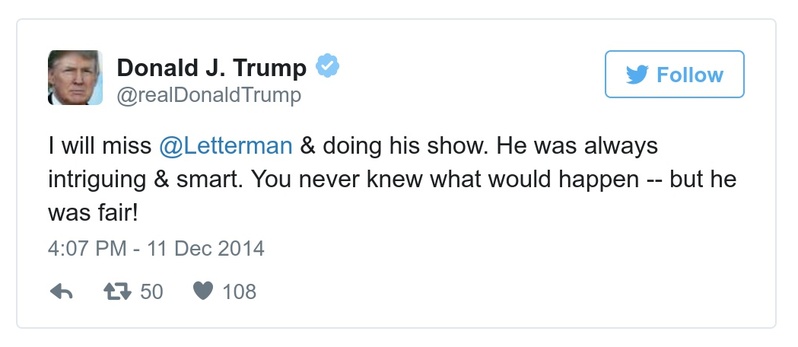 Donald J. Trump
@realDonaldTrump
Follow
I will miss @Letterman & doing his show. He was always
intriguing & smart. You never knew what would happen -- but he
was fair!
4:07 PM - 11 Dec 2014
50 108